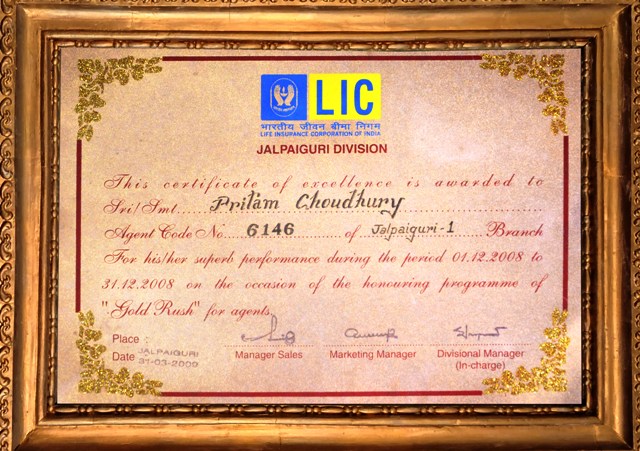 LIC
भारतीय जीवन बीमा निगम
LIFE INSURANCE CORPORATION OF INDIA
JALPAIGURI DIVISION
This certificate of excellence is awarded to
Sri/Smt. Pritam Choudhury
Agent Code No. 6146 of Jalpaiguri-1 Branch
For his/her superb performance during the period 01.12.2008 to
31.12.2008 on the occasion of the honouring programme of
"Gold Rush" for agents.
Place : JALPAIGURI
Date 31-03-2009
Manager Sales Marketing Manager Divisional Manager
(In-charge)